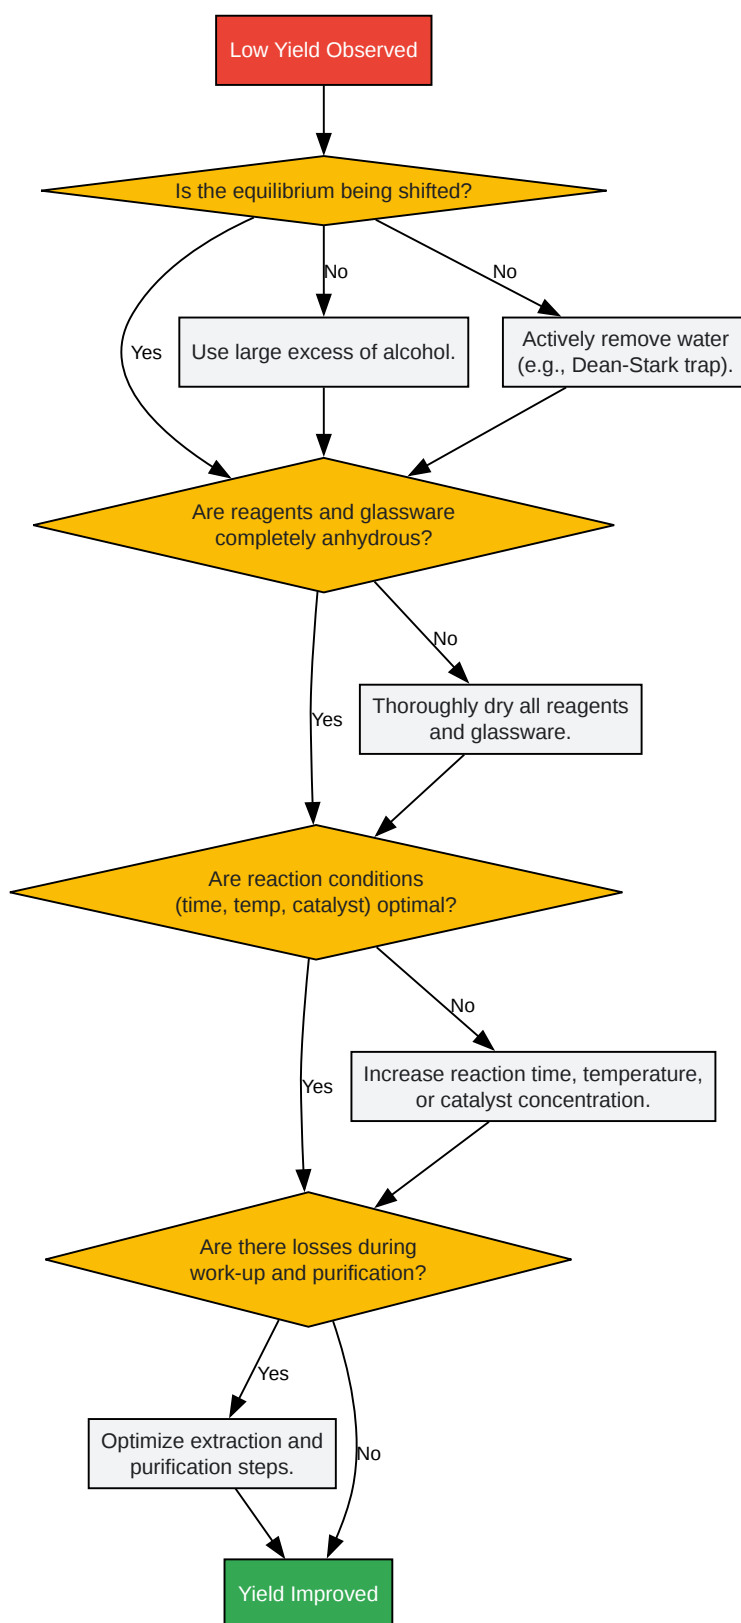 Low Yield Observed
Is the equilibrium being shifted?
No
No
Yes
Use large excess of alcohol.
Actively remove water
(e.g., Dean-Stark trap).
Are reagents and glassware
completely anhydrous?
No
Yes
Thoroughly dry all reagents
and glassware.
Are reaction conditions
(time, temp, catalyst) optimal?
No
Yes
Increase reaction time, temperature,
or catalyst concentration.
Are there losses during
work-up and purification?
Yes
No
Optimize extraction and
purification steps.
Yield Improved